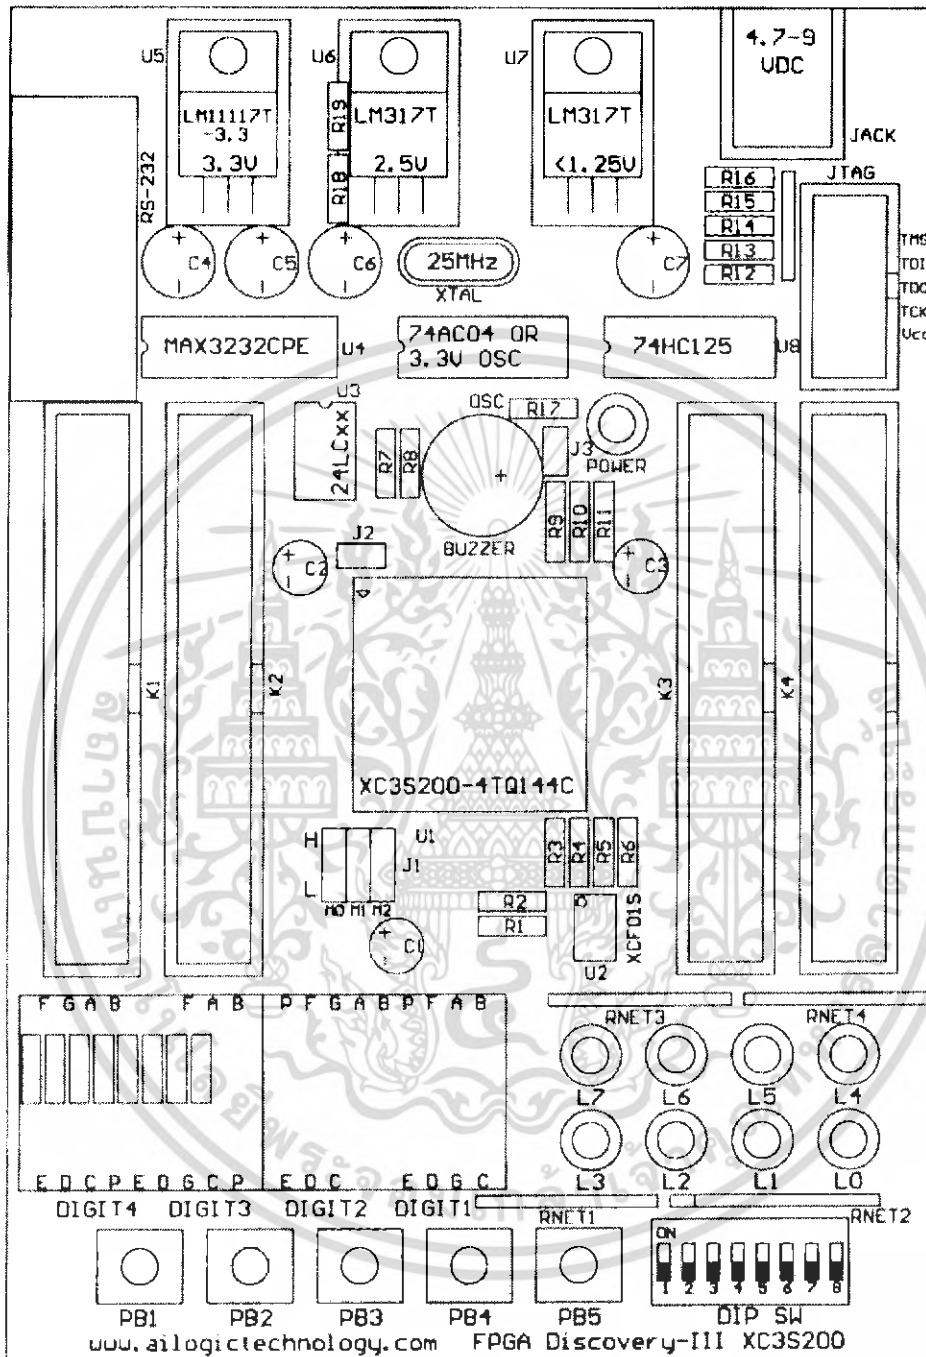 4.7-9
VDC
JACK
U5
LM11117T
-3.3
3.3V
U6
R19
R18
LM317T
2.5V
U7
LM317T
<1.25V
RS-232
JTAG
R16
R15
R14
R13
R12
TMS
TDI
TDO
TCK
Vcc
C4
C5
C6
25MHz
XTAL
C7
MAX3232CPE
U4
74AC04 OR
3.3V OSC
74HC125
U8
U3
24LCxx
R7
R8
OSC
R17
J3
POWER
BUZZER
R9
R10
R11
J2
C2
C3
K1
K2
K3
K4
XC3S200-4TQ144C
U1
H
L
J1
M0 M1 M2
C1
R3
R4
R5
R6
R2
R1
XCF01S
U2
F G A B F A B P F G A B P F A B
E D C P E D G C P E D C E D G C
DIGIT4 DIGIT3 DIGIT2 DIGIT1
RNET3
RNET4
L7 L6 L5 L4
L3 L2 L1 L0
RNET1
RNET2
ON
1 2 3 4 5 6 7 8
DIP SW
PB1 PB2 PB3 PB4 PB5
www.ailogictechnology.com FPGA Discovery-III XC3S200